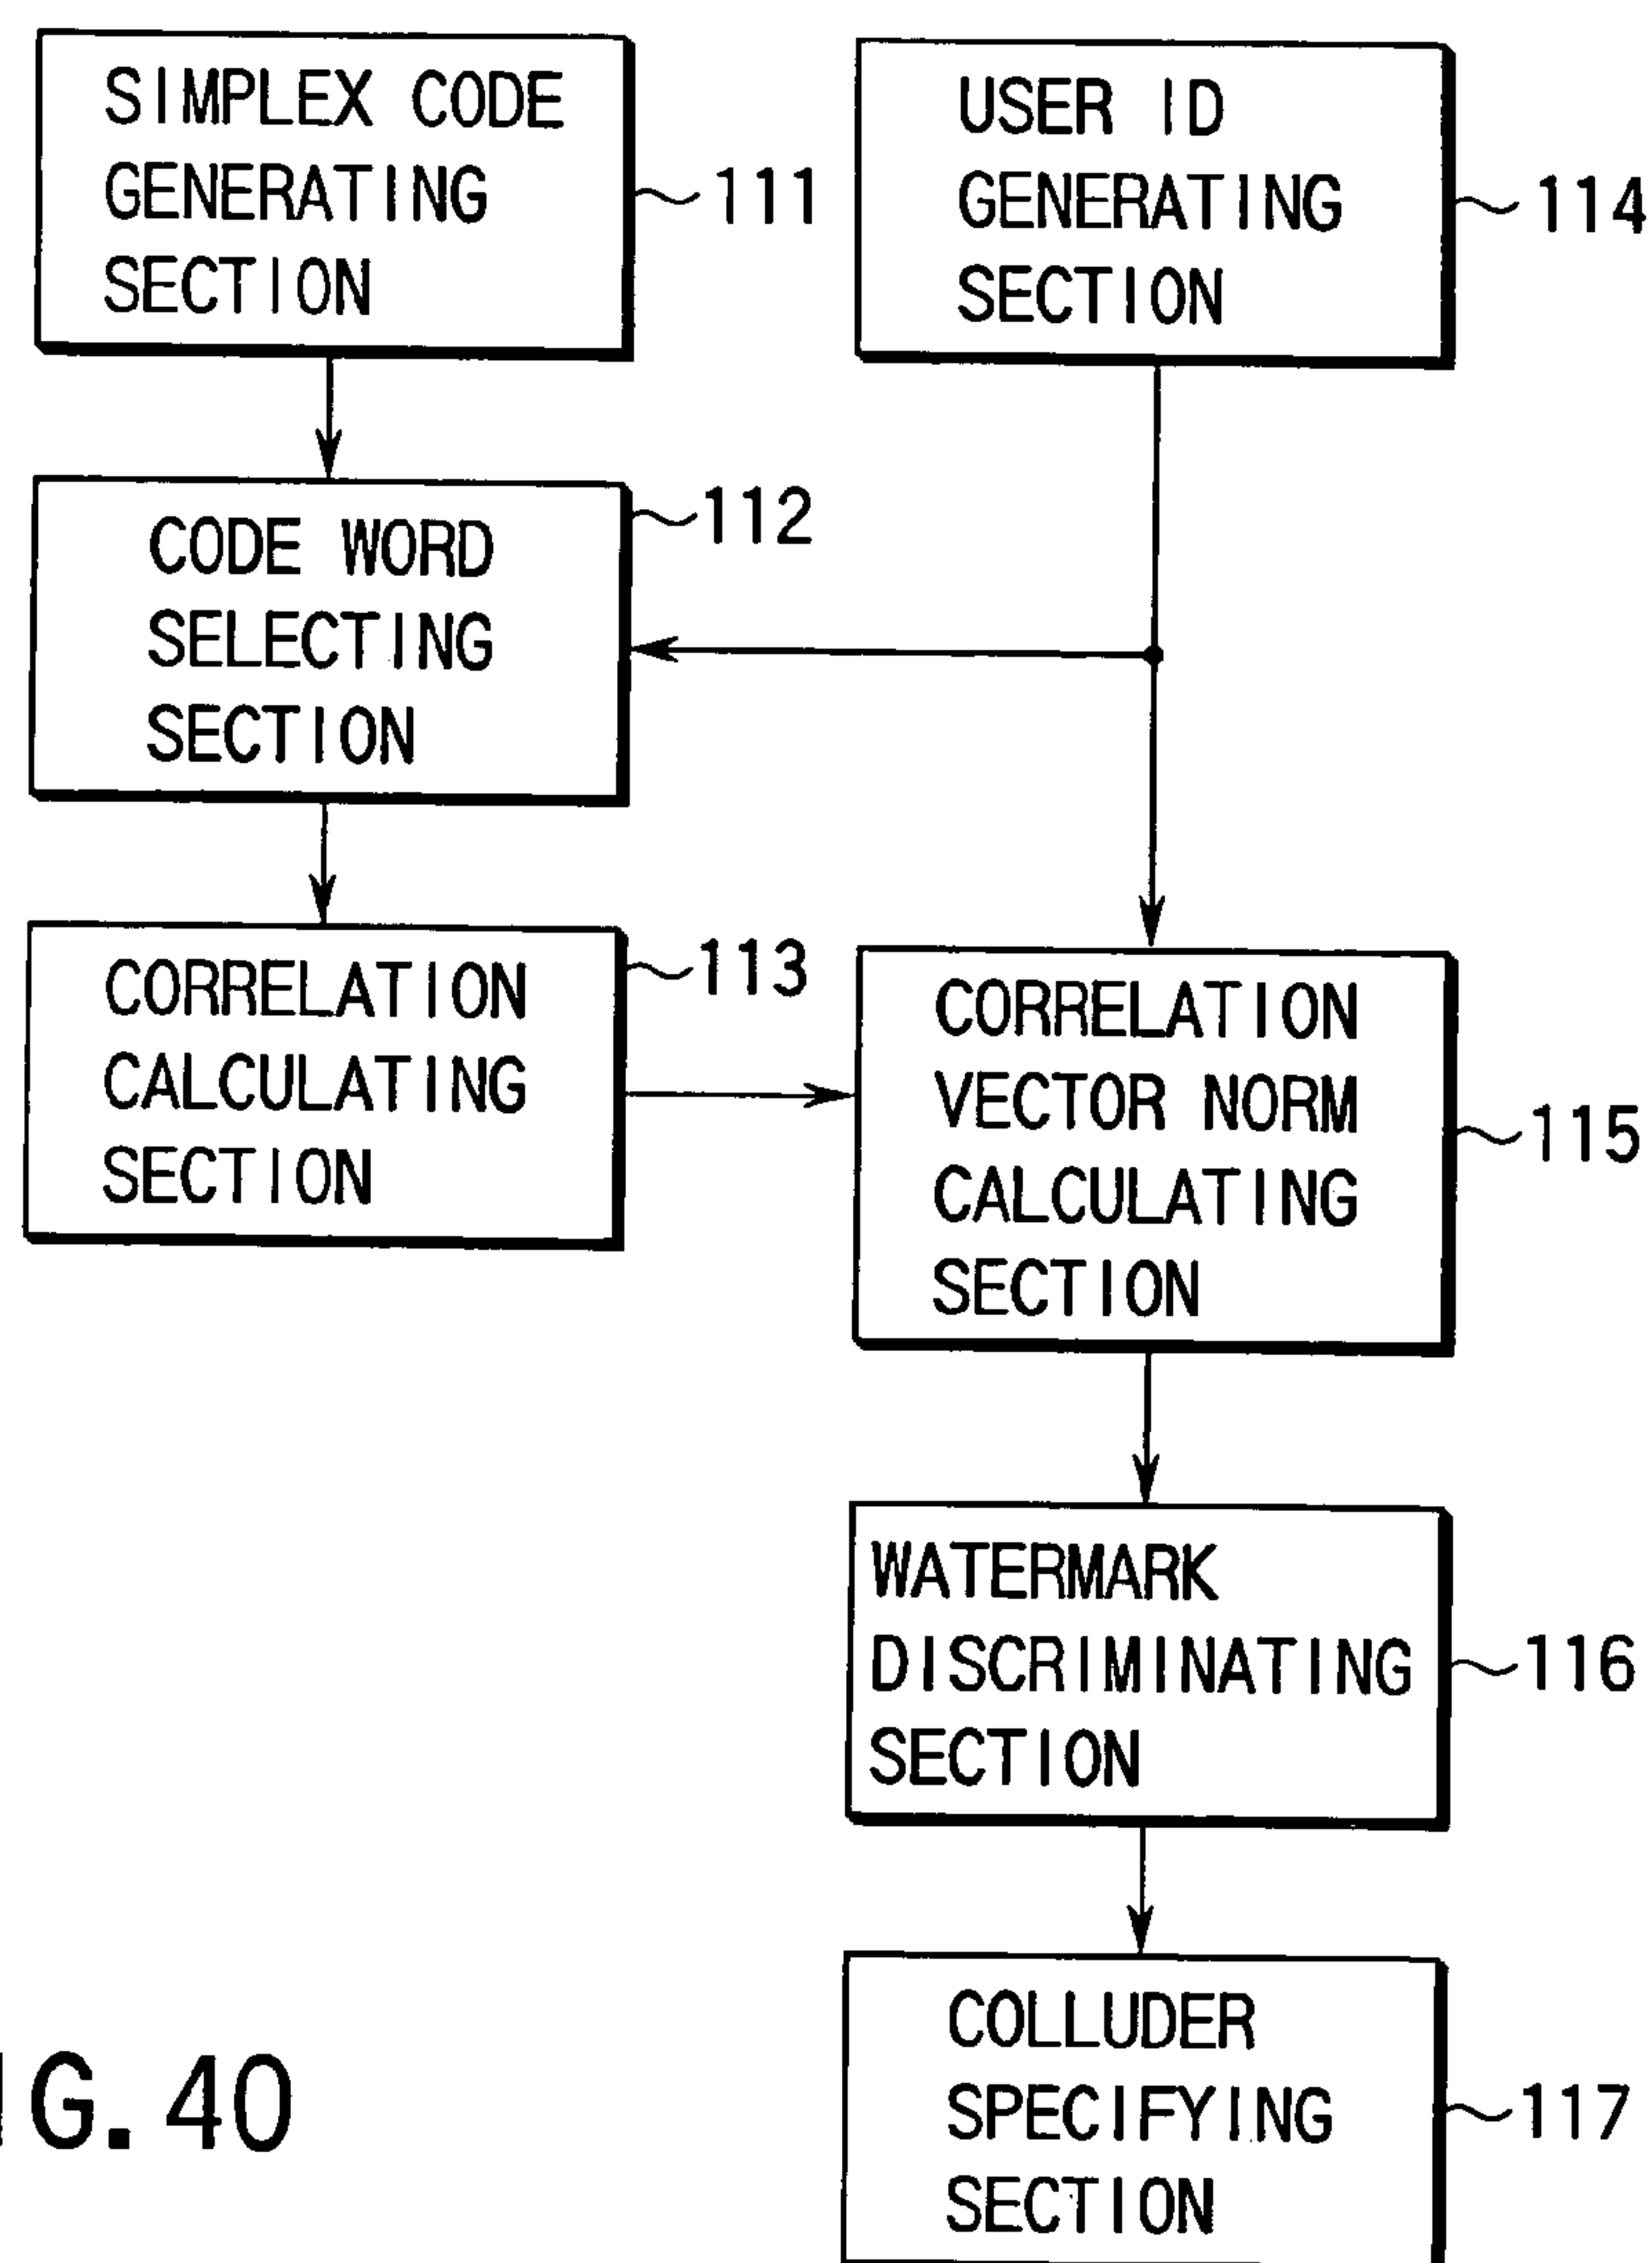 SIMPLEX CODE
GENERATING
SECTION
111
USER ID
GENERATING
SECTION
114
CODE WORD
SELECTING
SECTION
112
CORRELATION
CALCULATING
SECTION
113
CORRELATION
VECTOR NORM
CALCULATING
SECTION
115
WATERMARK
DISCRIMINATING
SECTION
116
COLLUDER
SPECIFYING
SECTION
117
IG. 40